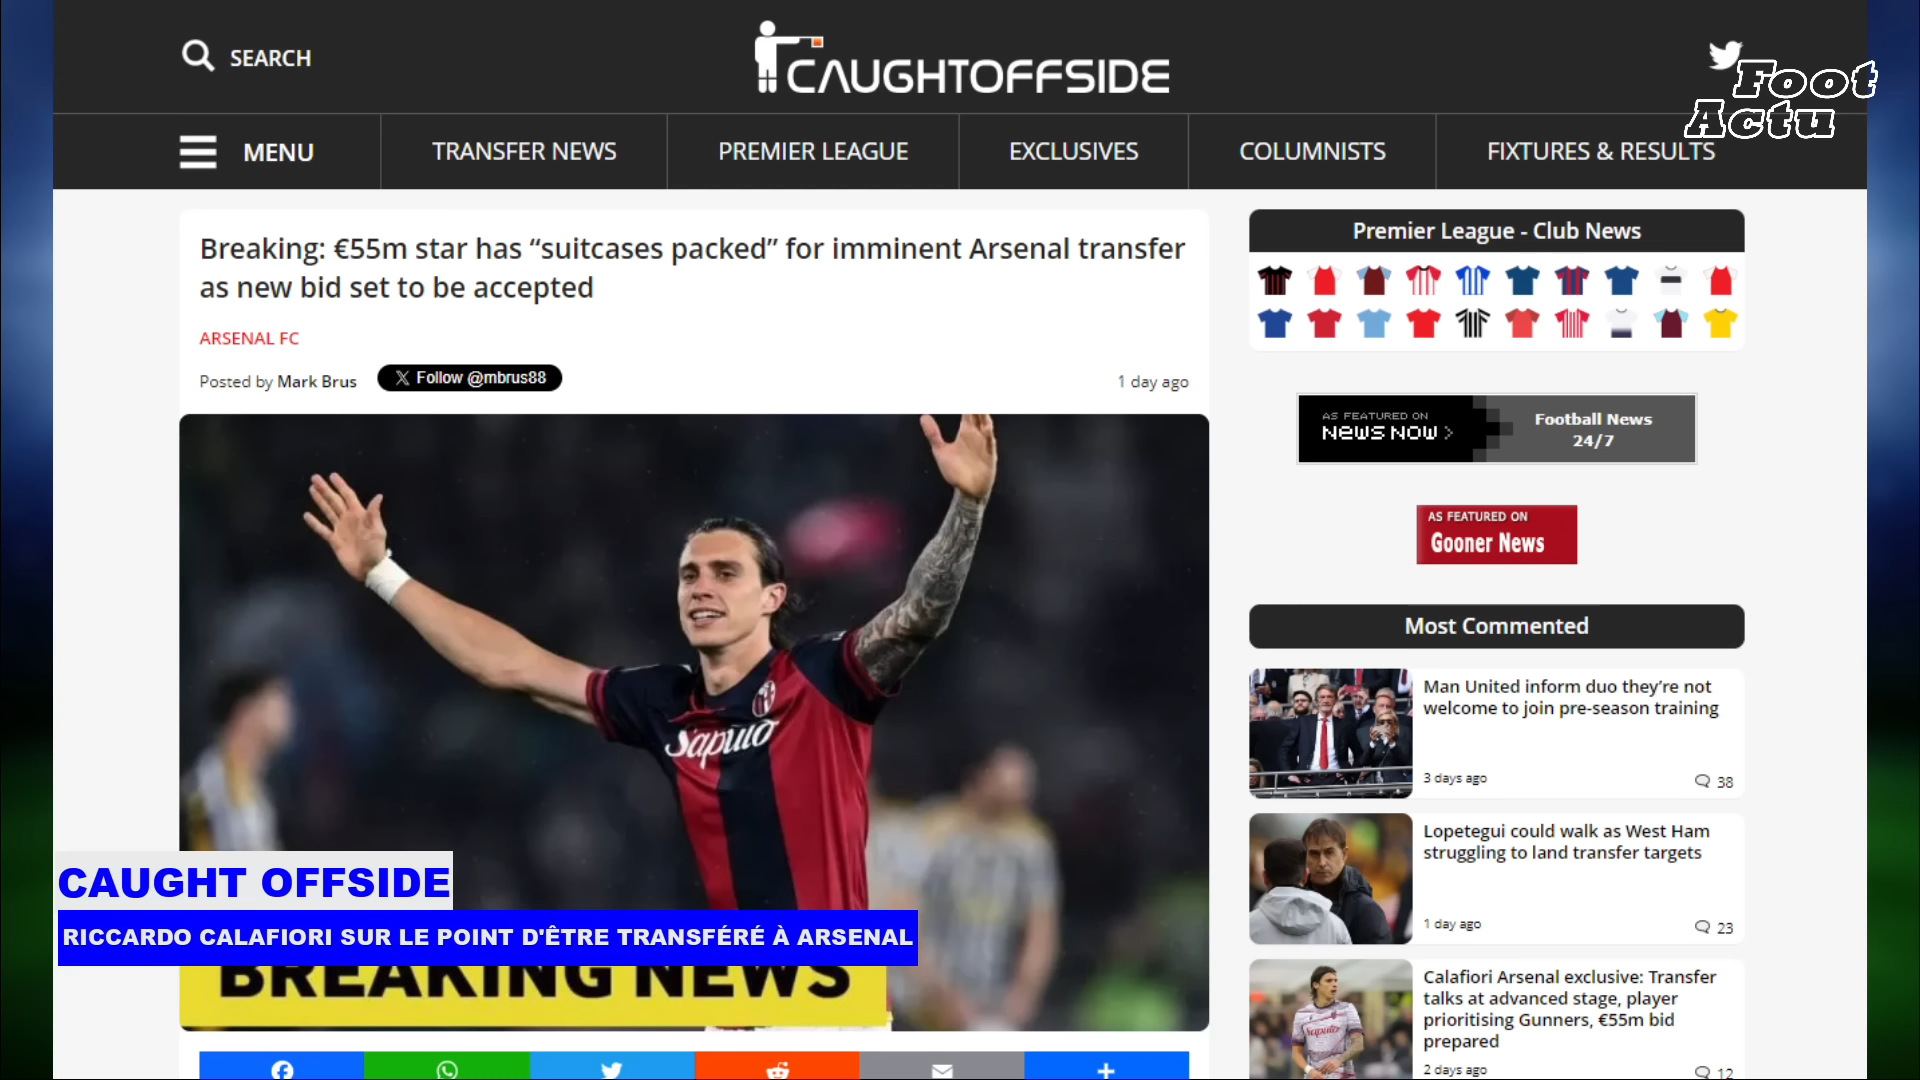 SEARCH
CAUGHTOFFSIDE
Foot
Actu
MENU
TRANSFER NEWS
PREMIER LEAGUE
EXCLUSIVES
COLUMNISTS
FIXTURES & RESULTS
Breaking: €55m star has “suitcases packed” for imminent Arsenal transfer
as new bid set to be accepted
ARSENAL FC
Posted by Mark Brus
X Follow @mbrus88
1 day ago
Saputo
CAUGHT OFFSIDE
RICCARDO CALAFIORI SUR LE POINT D'ÊTRE TRANSFÉRÉ À ARSENAL
BREAKING NEWS
Premier League - Club News
AS FEATURED ON
NEWS NOW >
Football News
24/7
AS FEATURED ON
Gooner News
Most Commented
Man United inform duo they’re not
welcome to join pre-season training
3 days ago
38
Lopetegui could walk as West Ham
struggling to land transfer targets
1 day ago
23
Calafiori Arsenal exclusive: Transfer
talks at advanced stage, player
prioritising Gunners, €55m bid
prepared
2 days ago
12